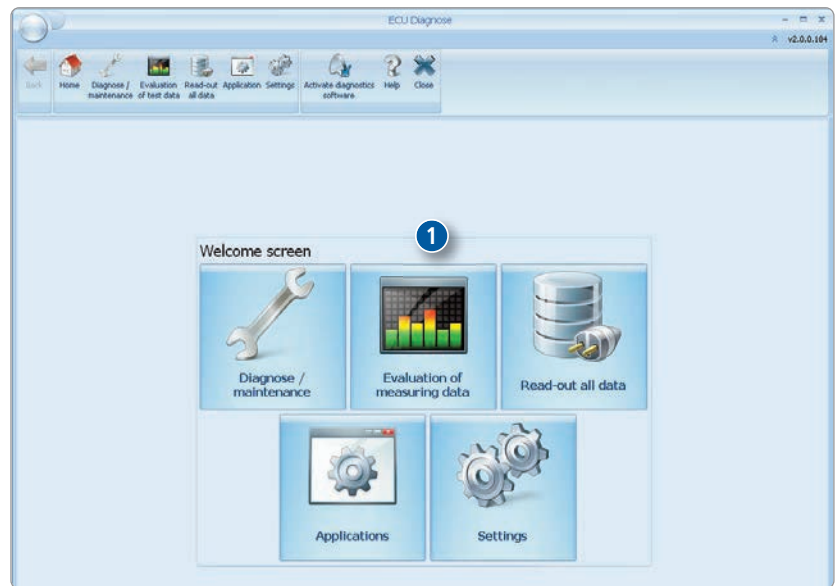 ECU Diagnose
v2.0.0.104
Back
Home
Diagnose /
maintenance
Evaluation
of test data
Read-out
all data
Application
Settings
Activate diagnostics
software
Help
Close
1
Welcome screen
Diagnose /
maintenance
Evaluation of
measuring data
Read-out all data
Applications
Settings